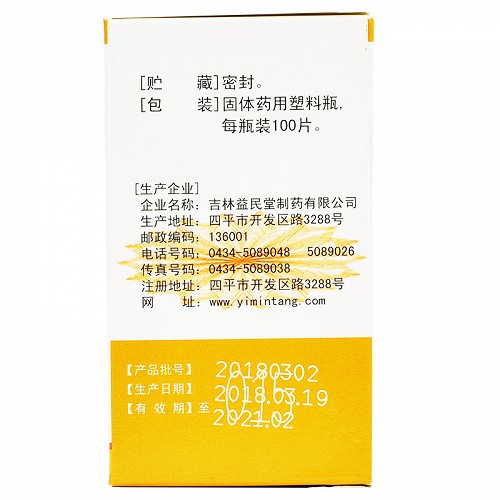 [贮 藏]密封。
[包 装]固体药用塑料瓶,
每瓶装100片。
[生产企业]
企业名称: 吉林益民堂制药有限公司
生产地址: 四平市开发区路3288号
邮政编码: 136001
电话号码: 0434-5089048 5089026
传真号码: 0434-5089038
注册地址: 四平市开发区路3288号
网 址: www.yimintang.com
【产品批号】 20180302
【生产日期】 2018.03.19
【有 效 期】至 2021.02